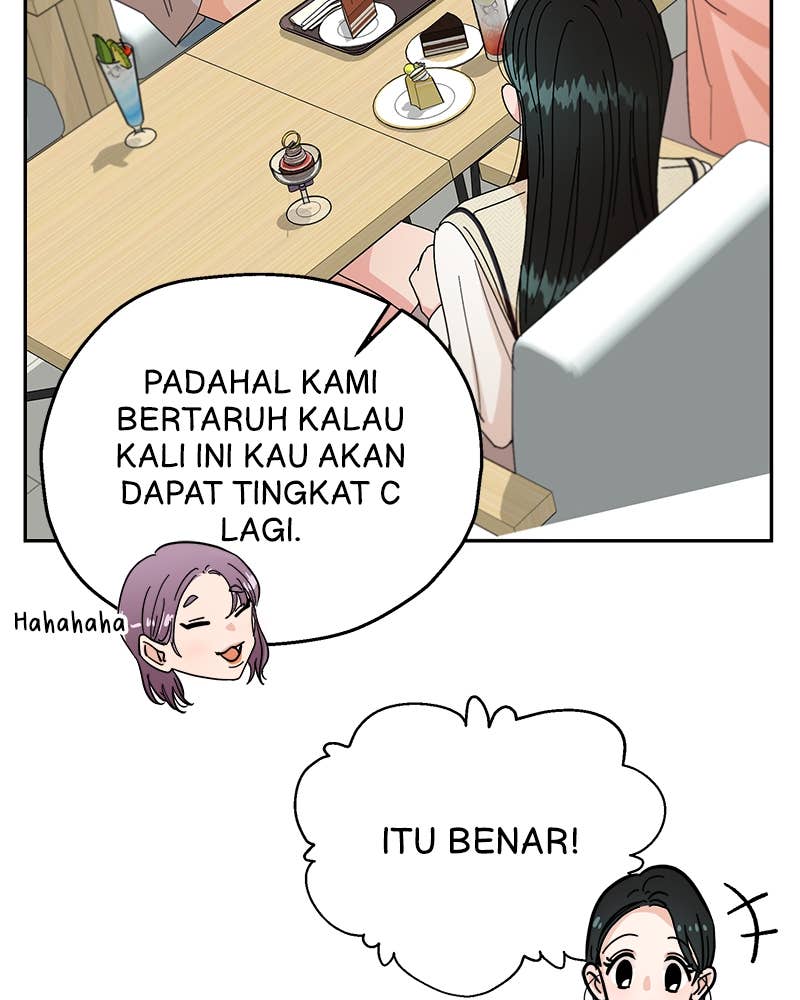 PADAHAL KAMI
BERTARUH KALAU
KALI INI KAU AKAN
DAPAT TINGKAT C
LAGI.
Hahahaha
ITU BENAR!